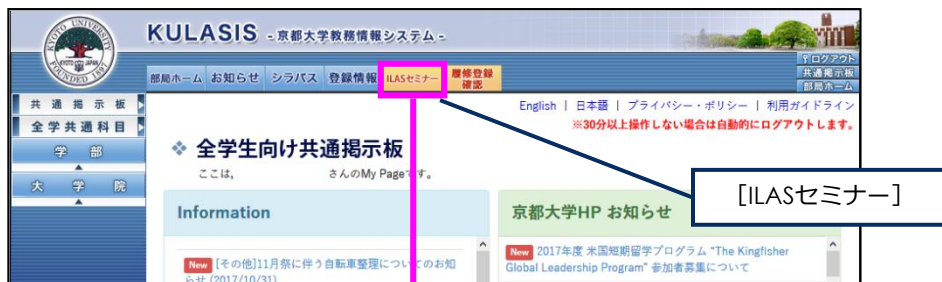 KYOTO UNIVERSITY
FOUNDED 1897
KULASIS - 京都大学教務情報システム -
ログアウト
共通掲示板
部局ホーム
部局ホーム お知らせ シラバス 登録情報 ILASセミナー 履修登録
確認
共通掲示板
全学共通科目
学部
大学院
English | 日本語 | プライバシー・ポリシー | 利用ガイドライン
※30分以上操作しない場合は自動的にログアウトします。
全学生向け共通掲示板
ここは, さんのMy Pageです。
[ILASセミナー]
Information
New [その他]11月祭に伴う自転車整理についてのお知
らせ (2017/10/31)
京都大学HP お知らせ
New 2017年度 米国短期留学プログラム "The Kingfisher
Global Leadership Program" 参加者募集について